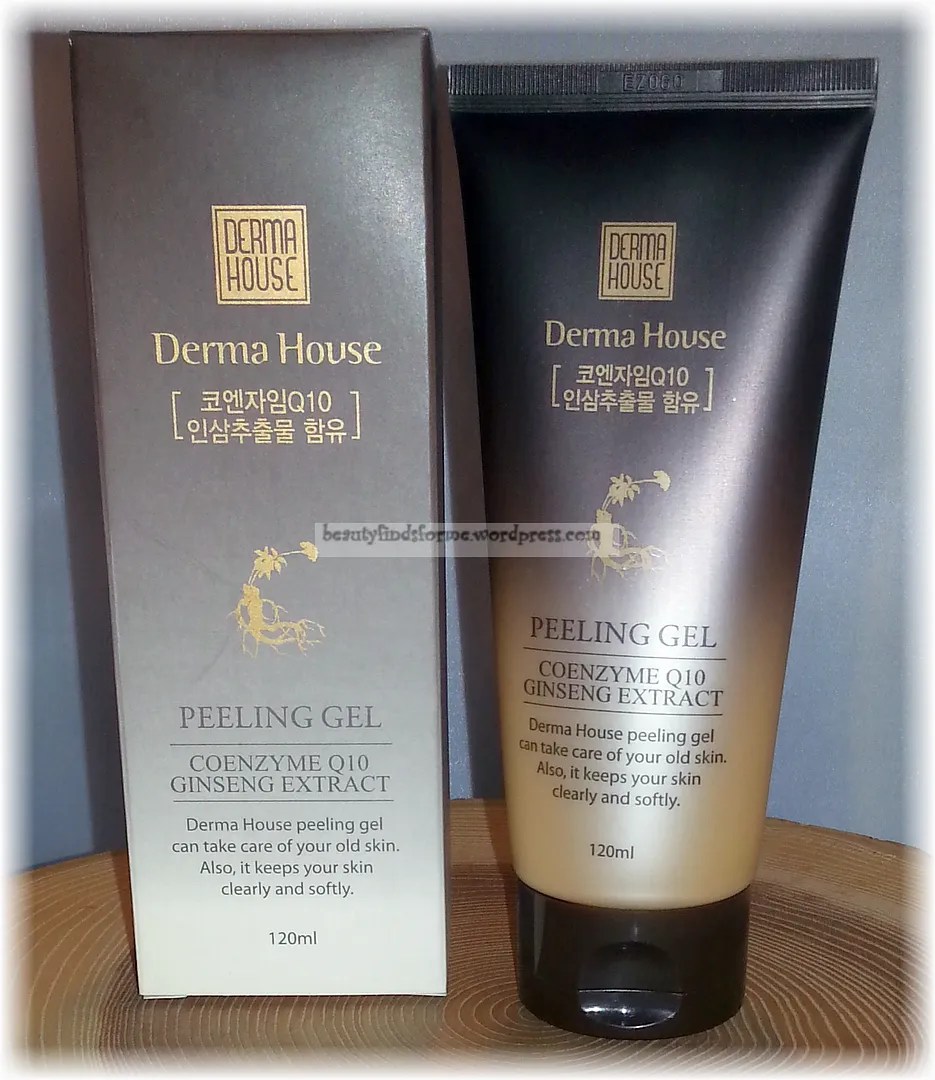 DERMA
HOUSE
Derma House
코엔자임Q10
인삼추출물 함유
PEELING GEL
COENZYME Q10
GINSENG EXTRACT
Derma House peeling gel
can take care of your old skin.
Also, it keeps your skin
clearly and softly.
120ml
EZ060
DERMA
HOUSE
Derma House
코엔자임Q10
인삼추출물 함유
beautyfindsforme.wordpress.com
PEELING GEL
COENZYME Q10
GINSENG EXTRACT
Derma House peeling gel
can take care of your old skin.
Also, it keeps your skin
clearly and softly.
120ml